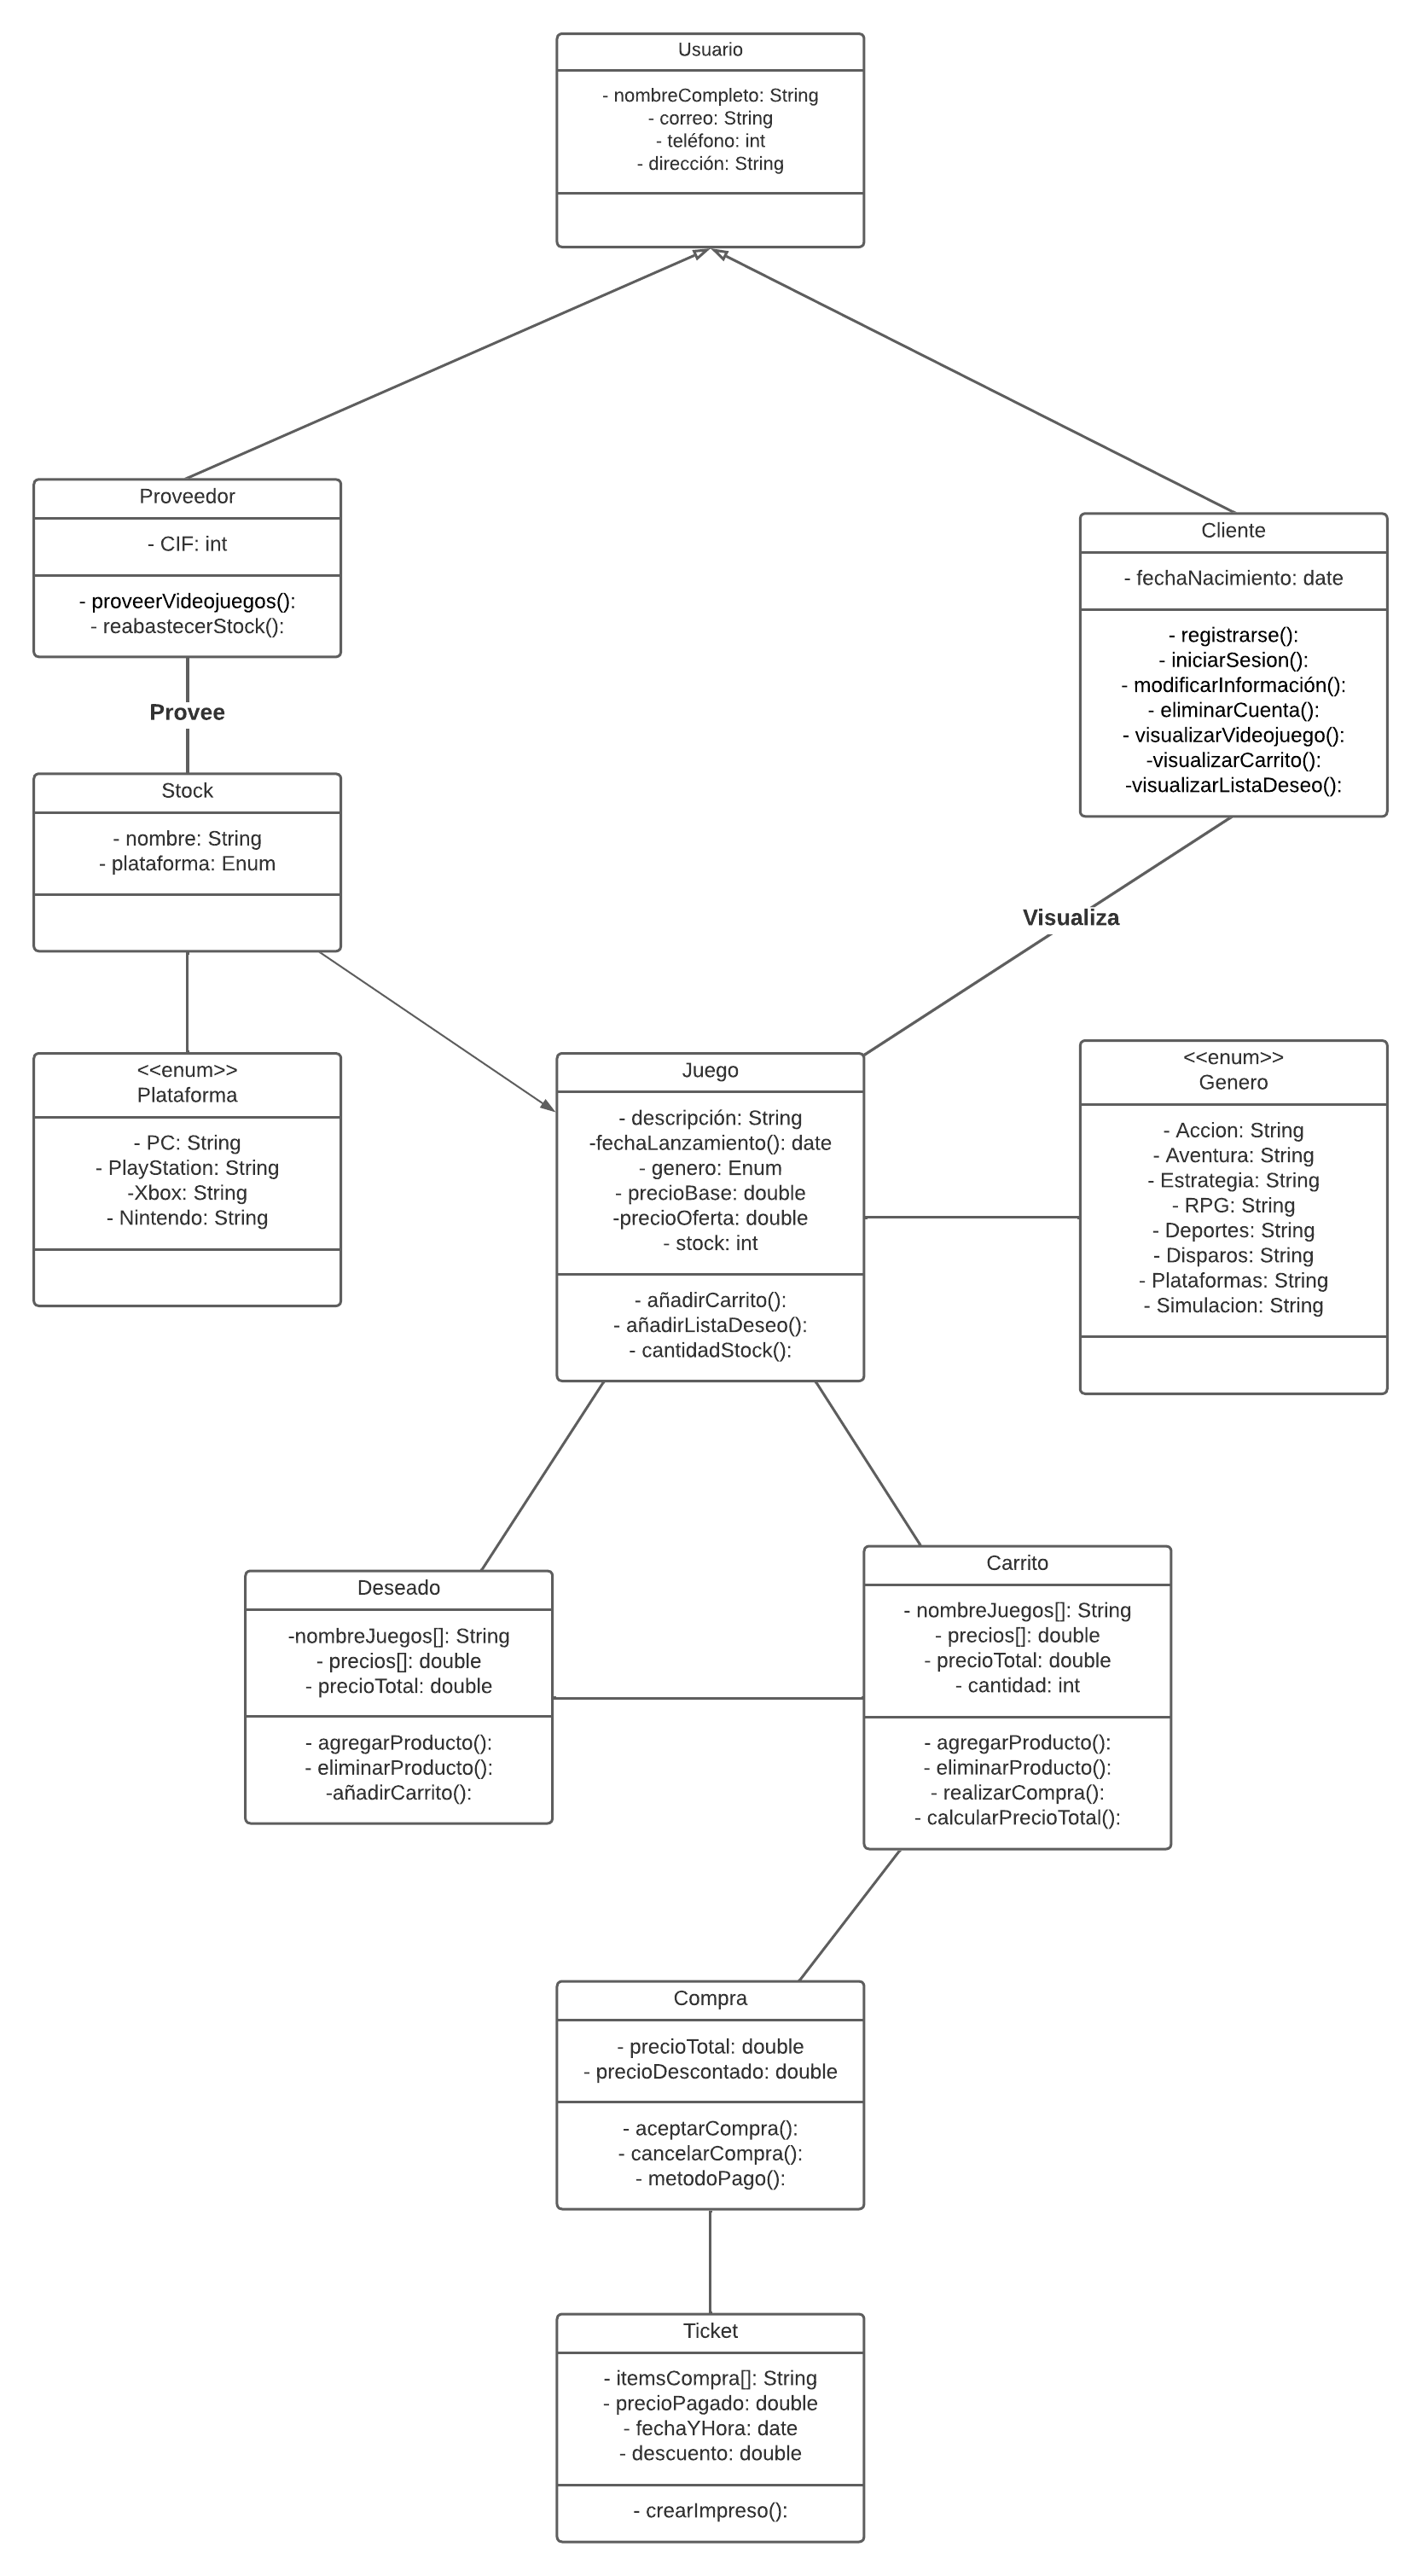 Usuario
- nombreCompleto: String
- correo: String
- teléfono: int
- dirección: String
Proveedor
- CIF: int
- proveerVideojuegos():
- reabastecerStock():
Cliente
- fechaNacimiento: date
- registrarse():
- iniciarSesion():
- modificarInformación():
- eliminarCuenta():
- visualizarVideojuego():
-visualizarCarrito():
-visualizarListaDeseo():
Provee
Stock
- nombre: String
- plataforma: Enum
Visualiza
<<enum>>
Plataforma
- PC: String
- PlayStation: String
-Xbox: String
- Nintendo: String
Juego
- descripción: String
-fechaLanzamiento(): date
- genero: Enum
- precioBase: double
-precioOferta: double
- stock: int
- añadirCarrito():
- añadirListaDeseo():
- cantidadStock():
<<enum>>
Genero
- Accion: String
- Aventura: String
- Estrategia: String
- RPG: String
- Deportes: String
- Disparos: String
- Plataformas: String
- Simulacion: String
Deseado
-nombreJuegos[]: String
- precios[]: double
- precioTotal: double
- agregarProducto():
- eliminarProducto():
-añadirCarrito():
Carrito
- nombreJuegos[]: String
- precios[]: double
- precioTotal: double
- cantidad: int
- agregarProducto():
- eliminarProducto():
- realizarCompra():
- calcularPrecioTotal():
Compra
- precioTotal: double
- precioDescontado: double
- aceptarCompra():
- cancelarCompra():
- metodoPago():
Ticket
- itemsCompra[]: String
- precioPagado: double
- fechaYHora: date
- descuento: double
- crearImpreso():